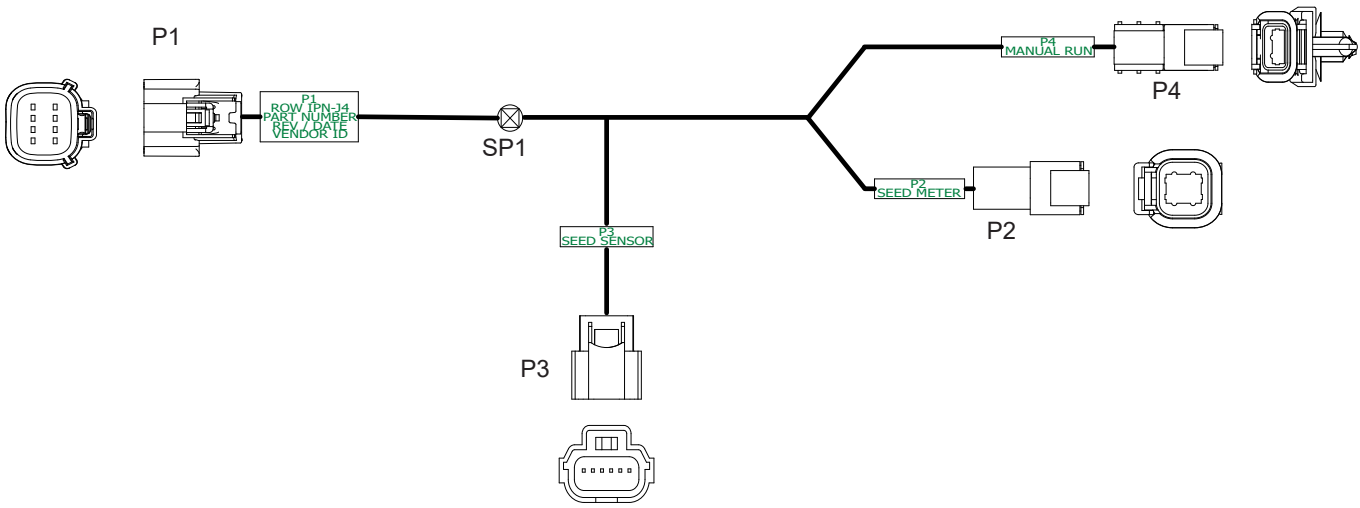 P1
P1
ROW IPN-J4
PART NUMBER
REV / DATE
VENDOR ID
SP1
P4
MANUAL RUN
P4
P2
SEED METER
P2
P3
SEED SENSOR
P3